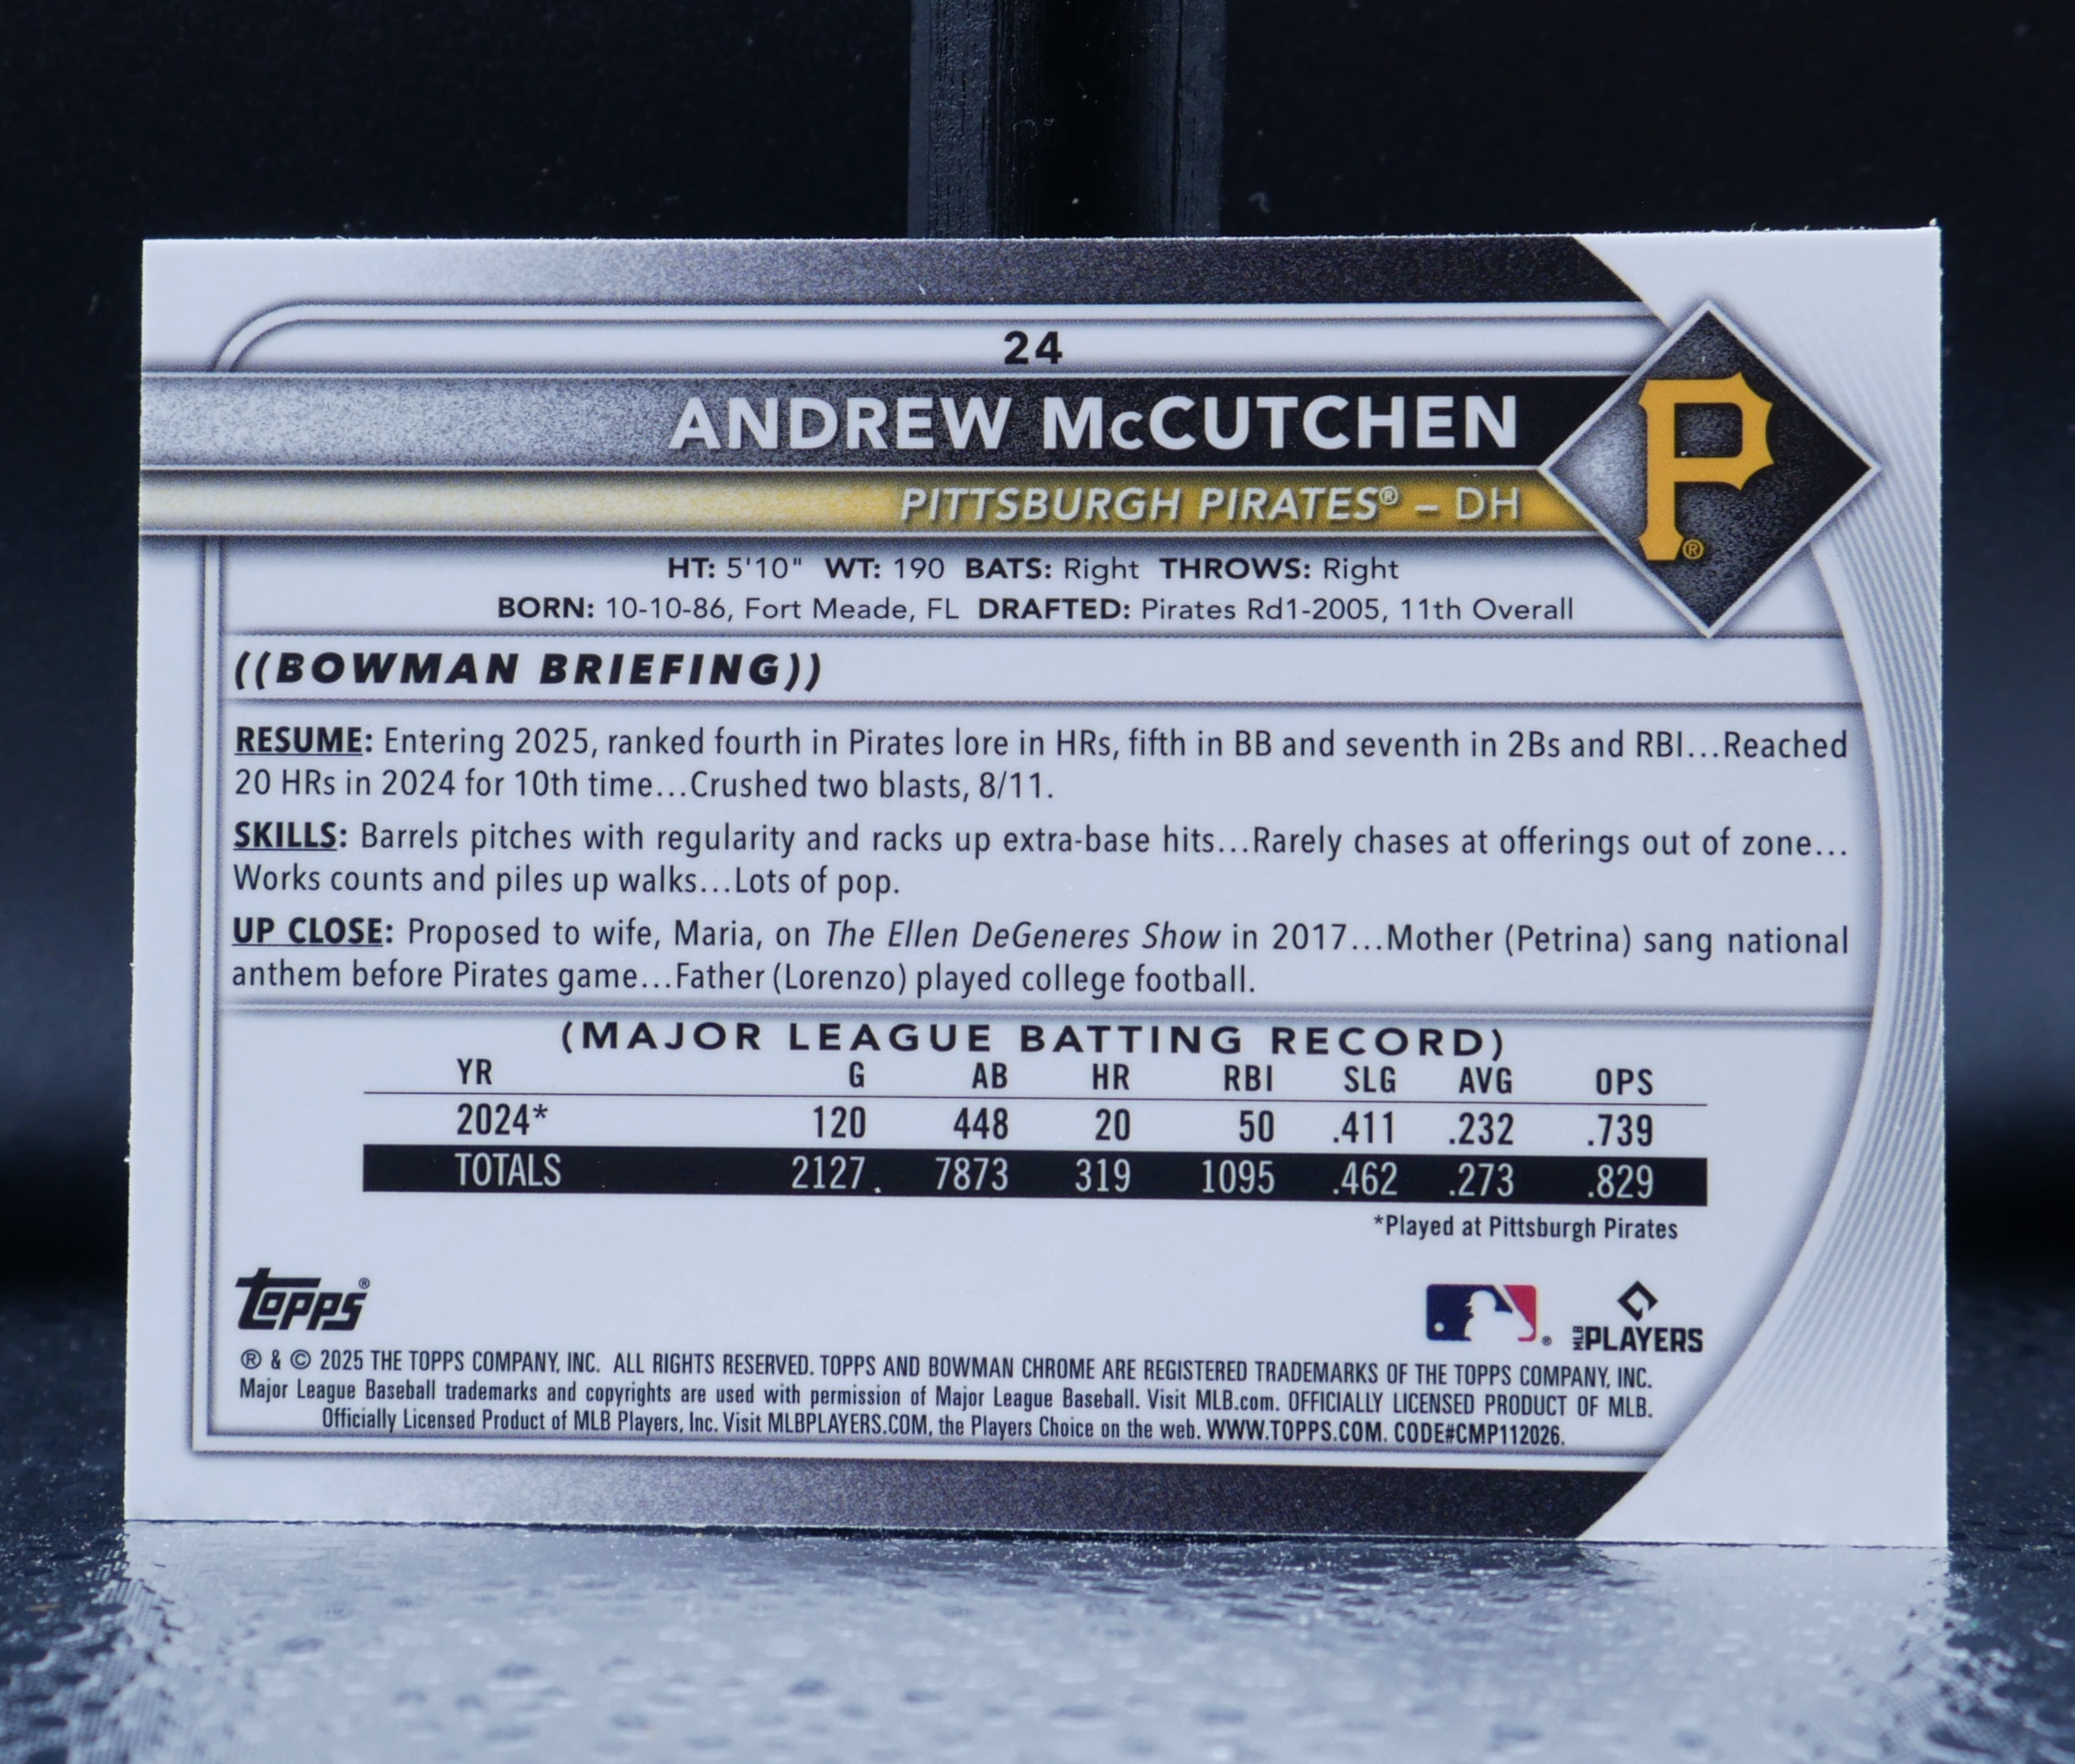 24
ANDREW McCUTCHEN
PITTSBURGH PIRATES® – DH
P®
HT: 5'10" WT: 190 BATS: Right THROWS: Right
BORN: 10-10-86, Fort Meade, FL DRAFTED: Pirates Rd1-2005, 11th Overall
((BOWMAN BRIEFING))
RESUME: Entering 2025, ranked fourth in Pirates lore in HRs, fifth in BB and seventh in 2Bs and RBI...Reached
20 HRs in 2024 for 10th time...Crushed two blasts, 8/11.
SKILLS: Barrels pitches with regularity and racks up extra-base hits...Rarely chases at offerings out of zone...
Works counts and piles up walks...Lots of pop.
UP CLOSE: Proposed to wife, Maria, on The Ellen DeGeneres Show in 2017...Mother (Petrina) sang national
anthem before Pirates game...Father (Lorenzo) played college football.
(MAJOR LEAGUE BATTING RECORD)
YR G AB HR RBI SLG AVG OPS
2024* 120 448 20 50 .411 .232 .739
TOTALS 2127 7873 319 1095 .462 .273 .829
*Played at Pittsburgh Pirates
topps®
MLB PLAYERS
® & © 2025 THE TOPPS COMPANY, INC. ALL RIGHTS RESERVED. TOPPS AND BOWMAN CHROME ARE REGISTERED TRADEMARKS OF THE TOPPS COMPANY, INC.
Major League Baseball trademarks and copyrights are used with permission of Major League Baseball. Visit MLB.com. OFFICIALLY LICENSED PRODUCT OF MLB.
Officially Licensed Product of MLB Players, Inc. Visit MLBPLAYERS.COM, the Players Choice on the web. WWW.TOPPS.COM. CODE#CMP112026.